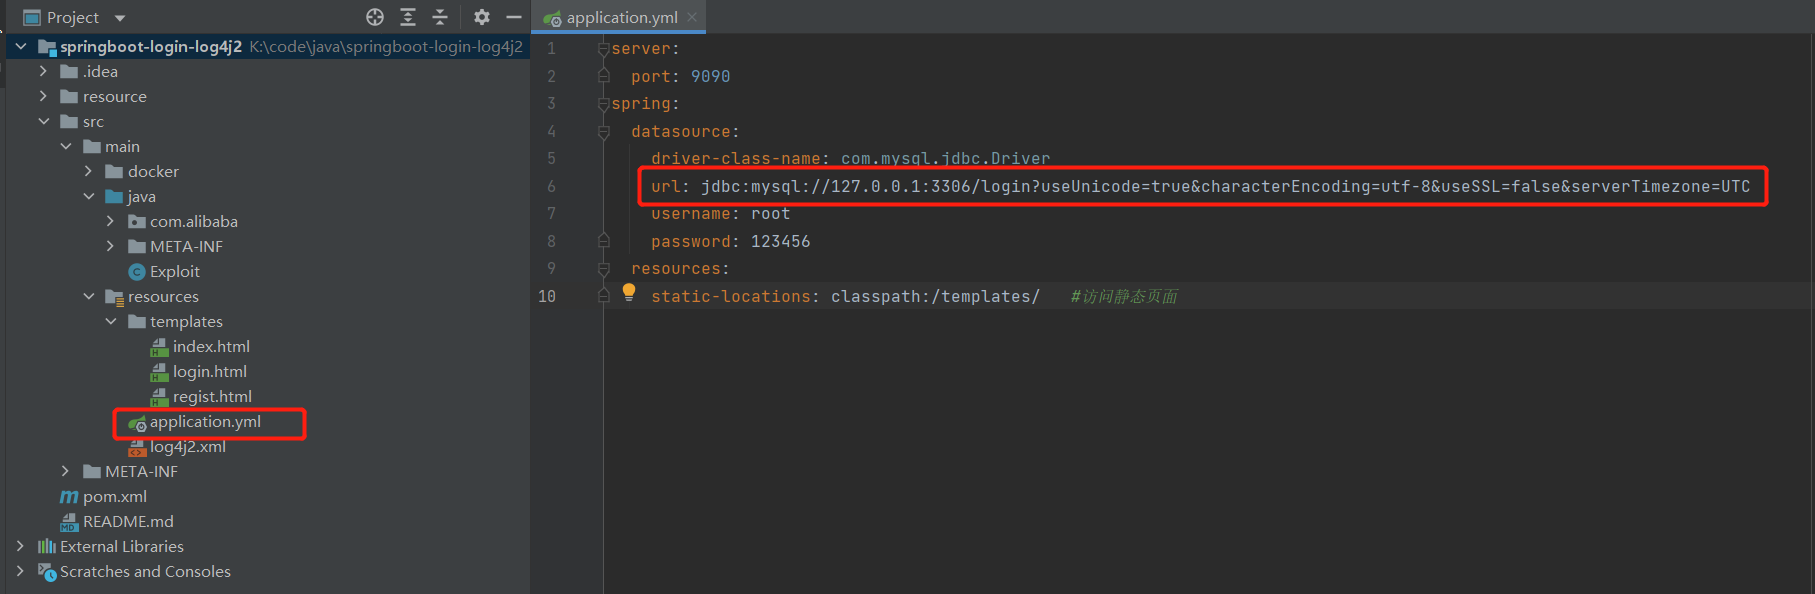 Project
springboot-login-log4j2 K:\code\java\springboot-login-log4j2
.idea
resource
src
main
docker
java
com.alibaba
META-INF
Exploit
resources
templates
index.html
login.html
regist.html
application.yml
log4j2.xml
META-INF
pom.xml
README.md
External Libraries
Scratches and Consoles
application.yml
1 server:
2 port: 9090
3 spring:
4 datasource:
5 driver-class-name: com.mysql.jdbc.Driver
6 url: jdbc:mysql://127.0.0.1:3306/login?useUnicode=true&characterEncoding=utf-8&useSSL=false&serverTimezone=UTC
7 username: root
8 password: 123456
9 resources:
10 static-locations: classpath:/templates/ #访问静态页面